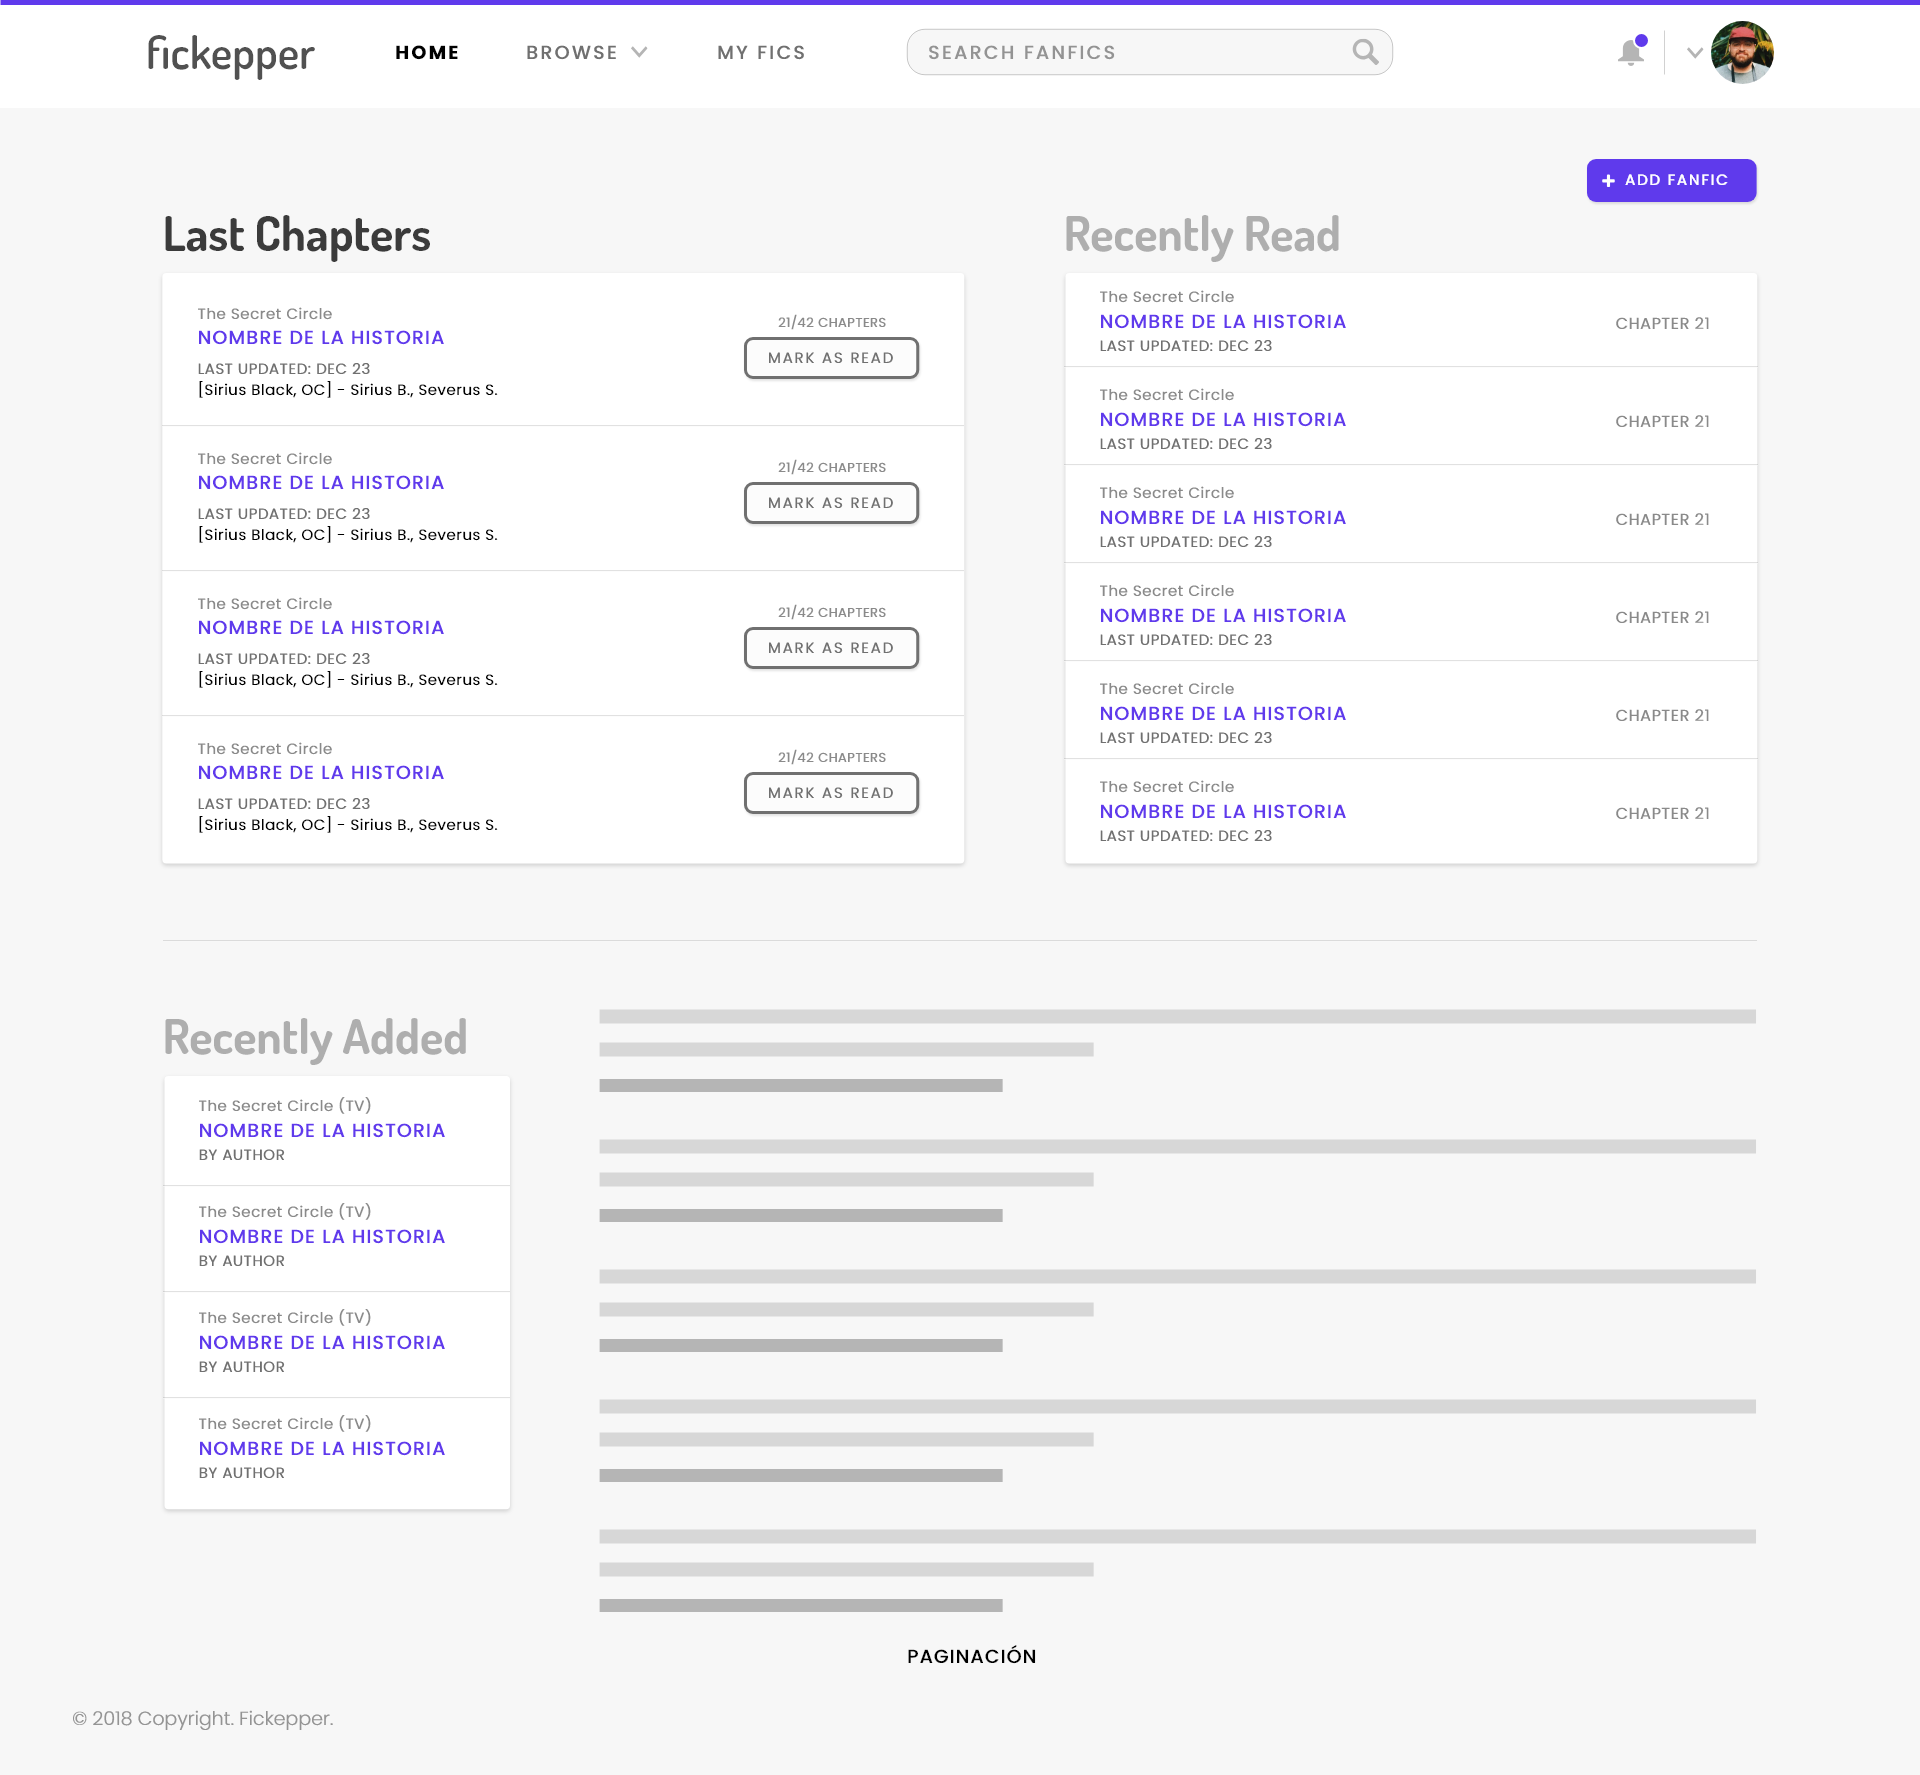 fickepper
HOME
BROWSE
MY FICS
SEARCH FANFICS
+ ADD FANFIC
Last Chapters
The Secret Circle
NOMBRE DE LA HISTORIA
LAST UPDATED: DEC 23
[Sirius Black, OC] - Sirius B., Severus S.
21/42 CHAPTERS
MARK AS READ
The Secret Circle
NOMBRE DE LA HISTORIA
LAST UPDATED: DEC 23
[Sirius Black, OC] - Sirius B., Severus S.
21/42 CHAPTERS
MARK AS READ
The Secret Circle
NOMBRE DE LA HISTORIA
LAST UPDATED: DEC 23
[Sirius Black, OC] - Sirius B., Severus S.
21/42 CHAPTERS
MARK AS READ
The Secret Circle
NOMBRE DE LA HISTORIA
LAST UPDATED: DEC 23
[Sirius Black, OC] - Sirius B., Severus S.
21/42 CHAPTERS
MARK AS READ
Recently Read
The Secret Circle
NOMBRE DE LA HISTORIA
LAST UPDATED: DEC 23
CHAPTER 21
The Secret Circle
NOMBRE DE LA HISTORIA
LAST UPDATED: DEC 23
CHAPTER 21
The Secret Circle
NOMBRE DE LA HISTORIA
LAST UPDATED: DEC 23
CHAPTER 21
The Secret Circle
NOMBRE DE LA HISTORIA
LAST UPDATED: DEC 23
CHAPTER 21
The Secret Circle
NOMBRE DE LA HISTORIA
LAST UPDATED: DEC 23
CHAPTER 21
The Secret Circle
NOMBRE DE LA HISTORIA
LAST UPDATED: DEC 23
CHAPTER 21
Recently Added
The Secret Circle (TV)
NOMBRE DE LA HISTORIA
BY AUTHOR
The Secret Circle (TV)
NOMBRE DE LA HISTORIA
BY AUTHOR
The Secret Circle (TV)
NOMBRE DE LA HISTORIA
BY AUTHOR
The Secret Circle (TV)
NOMBRE DE LA HISTORIA
BY AUTHOR
PAGINACIÓN
© 2018 Copyright. Fickepper.